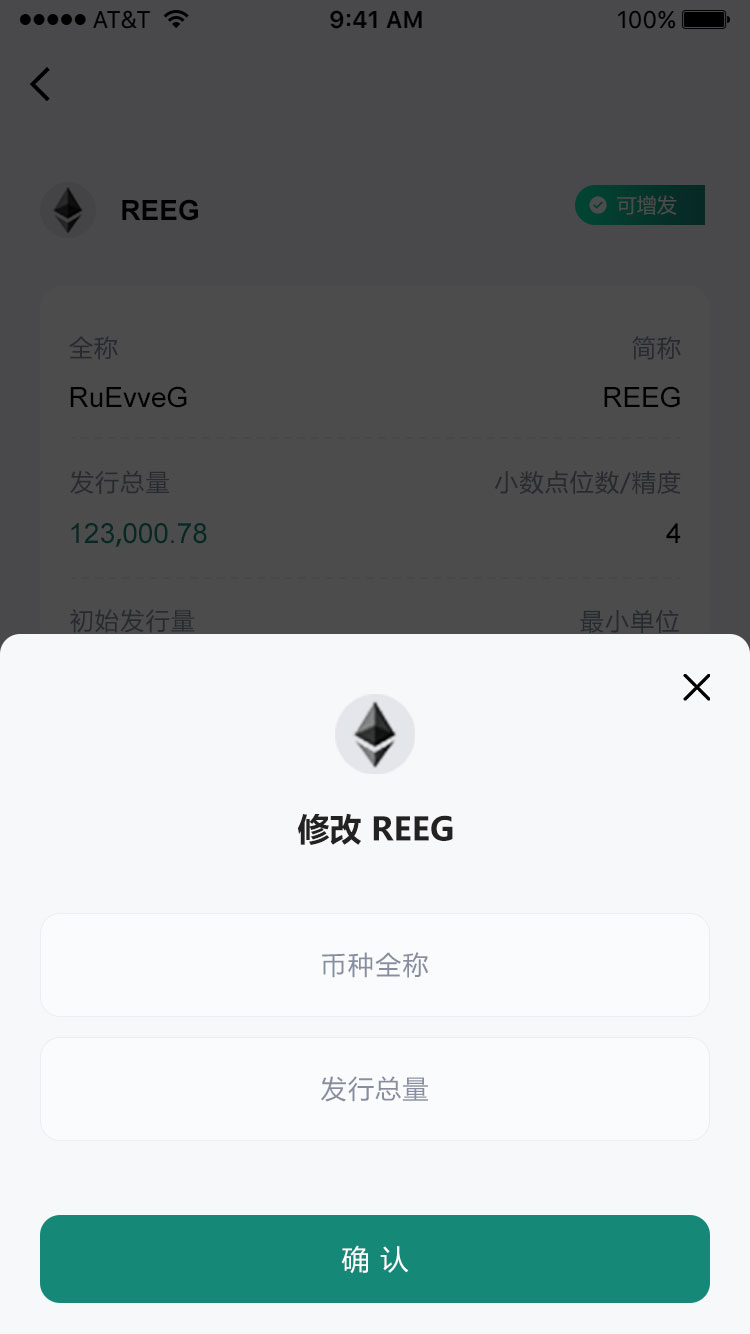 AT&T 9:41 AM 100%
REEG 可增发
全称 简称
RuEvveG REEG
发行总量 小数点位数/精度
123,000.78 4
初始发行量 最小单位
修改 REEG
币种全称
发行总量
确 认